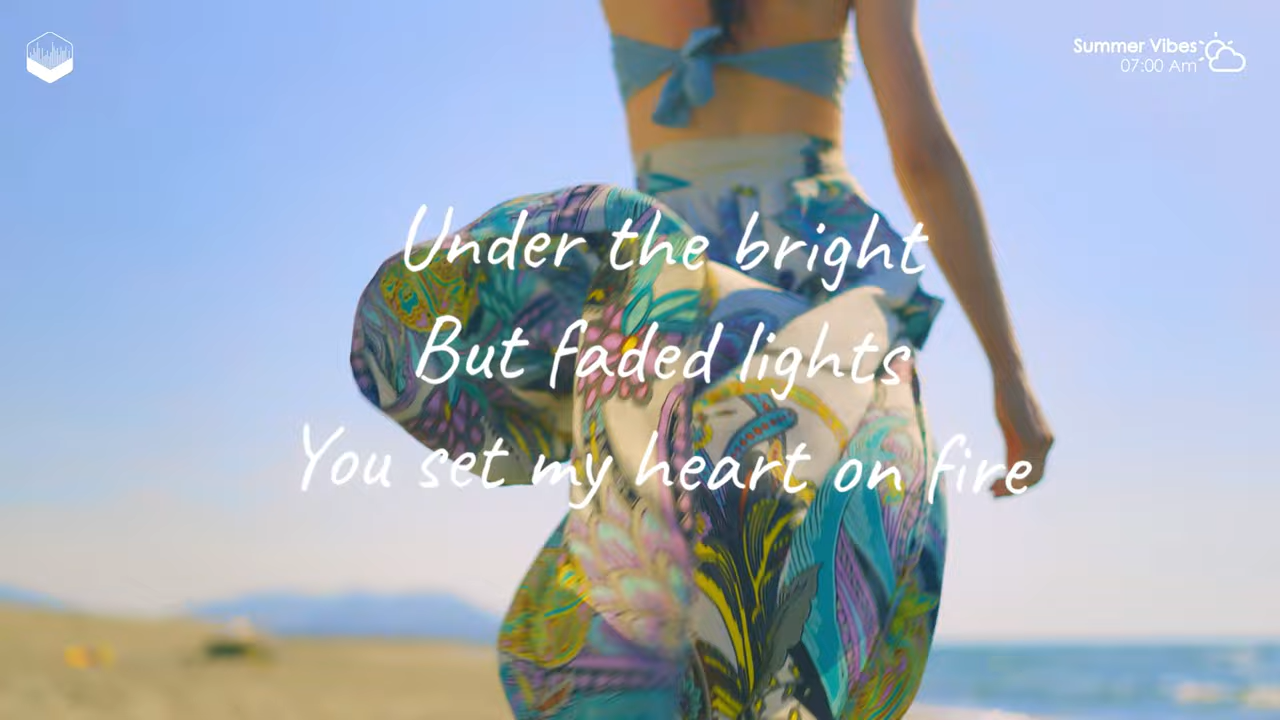 Summer Vibes
07:00 Am
Under the bright
But faded lights
You set my heart on fire